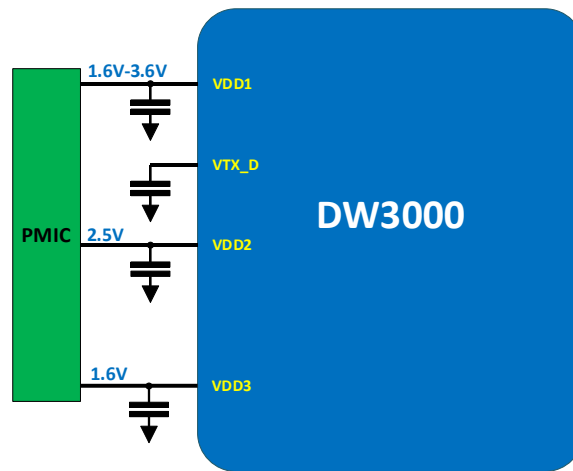 1.6V-3.6V
VDD1
VTX_D
DW3000
PMIC
2.5V
VDD2
1.6V
VDD3